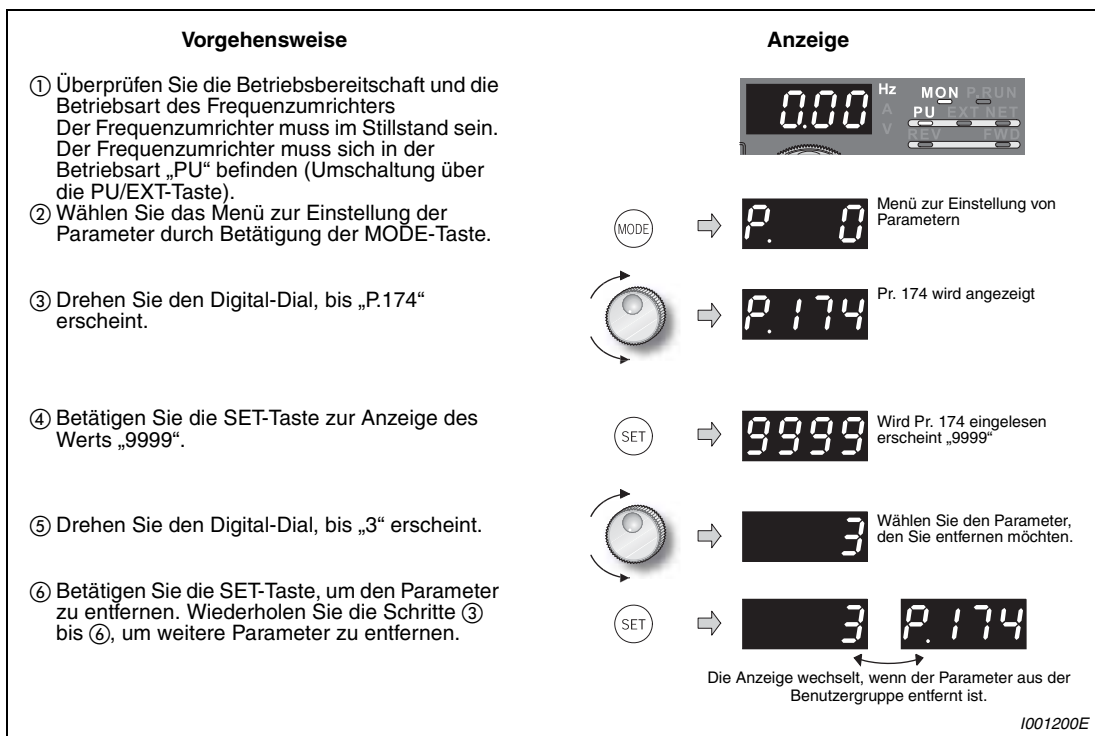 Vorgehensweise
Anzeige
① Überprüfen Sie die Betriebsbereitschaft und die
Betriebsart des Frequenzumrichters
Der Frequenzumrichter muss im Stillstand sein.
Der Frequenzumrichter muss sich in der
Betriebsart „PU“ befinden (Umschaltung über
die PU/EXT-Taste).
0.00
Hz
A
V
MON P.RUN
PU EXT NET
REV FWD
② Wählen Sie das Menü zur Einstellung der
Parameter durch Betätigung der MODE-Taste.
MODE
P. 0
Menü zur Einstellung von
Parametern
③ Drehen Sie den Digital-Dial, bis „P.174“
erscheint.
P.174
Pr. 174 wird angezeigt
④ Betätigen Sie die SET-Taste zur Anzeige des
Werts „9999“.
SET
9999
Wird Pr. 174 eingelesen
erscheint „9999“
⑤ Drehen Sie den Digital-Dial, bis „3“ erscheint.
3
Wählen Sie den Parameter,
den Sie entfernen möchten.
⑥ Betätigen Sie die SET-Taste, um den Parameter
zu entfernen. Wiederholen Sie die Schritte ③
bis ⑥, um weitere Parameter zu entfernen.
SET
3 P.174
Die Anzeige wechselt, wenn der Parameter aus der
Benutzergruppe entfernt ist.
I001200E